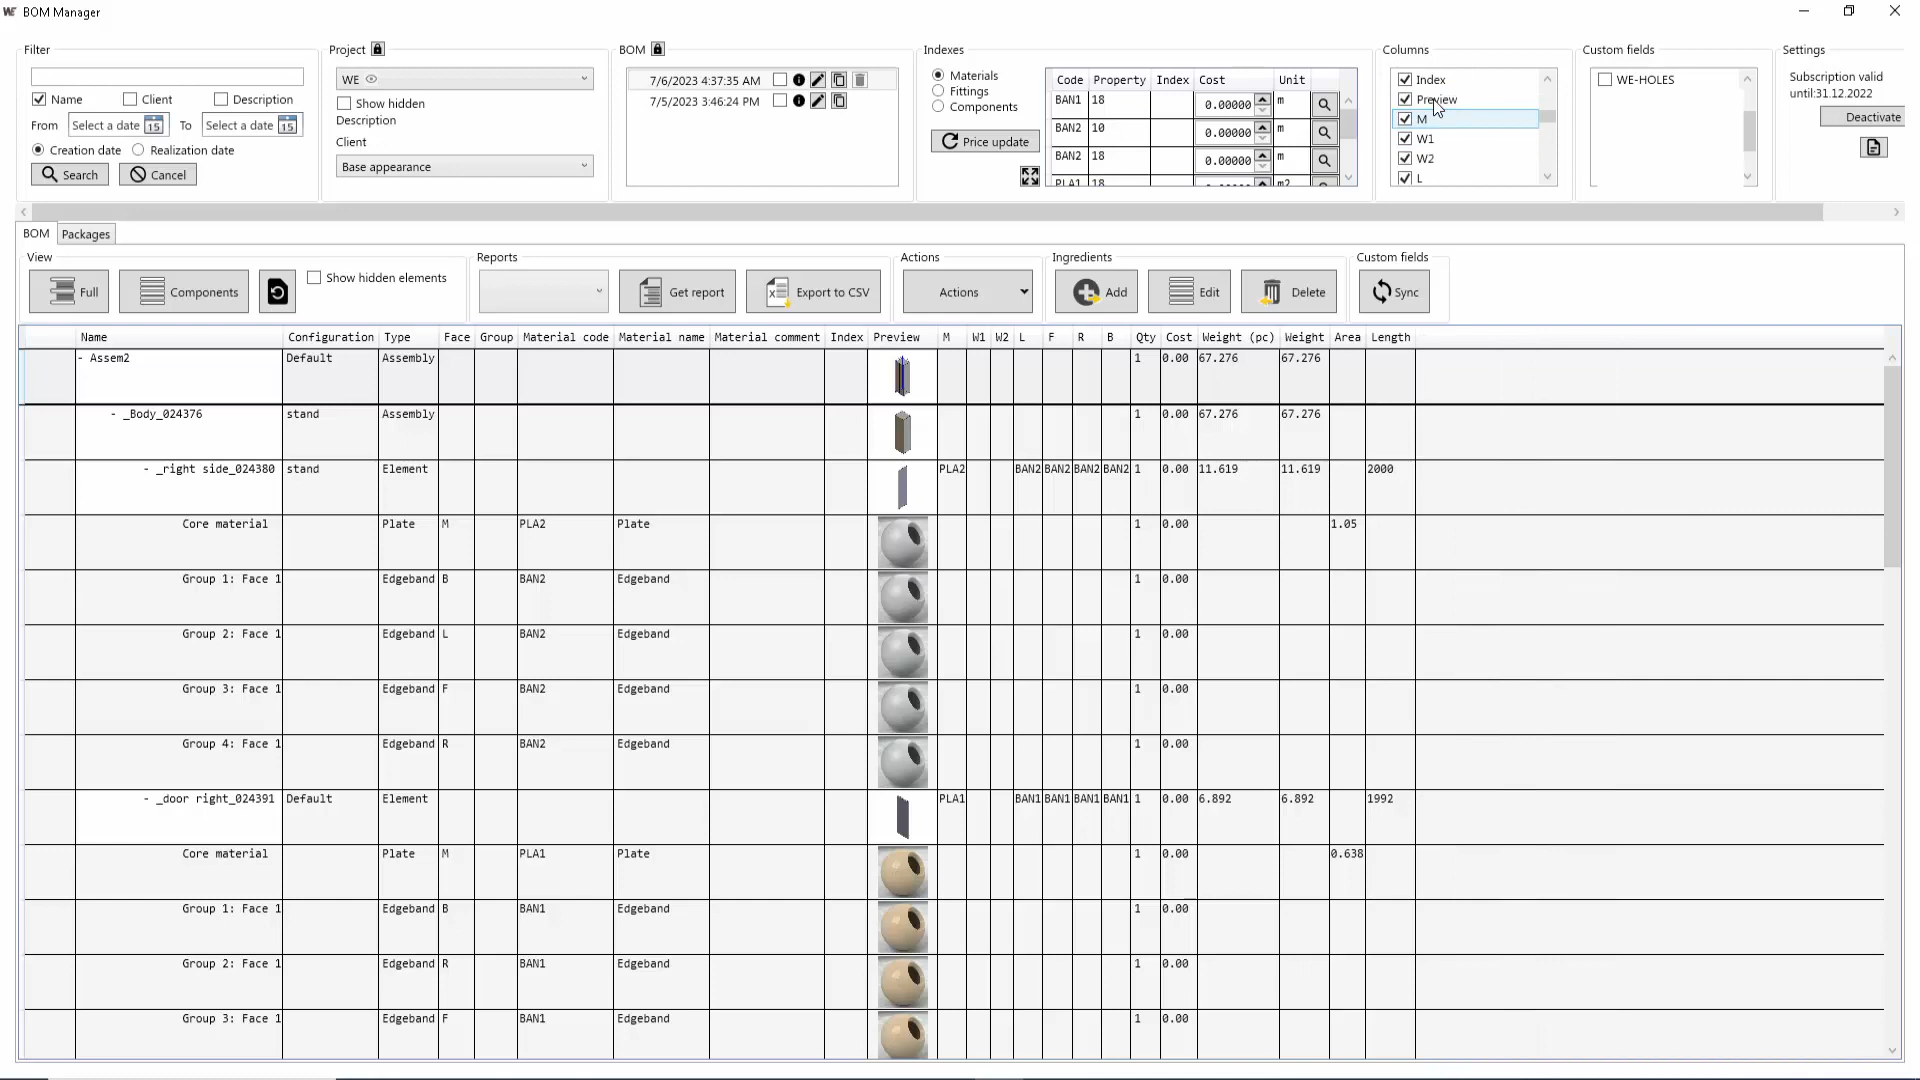 WE BOM Manager
Filter
Name Client Description
From Select a date 15 To Select a date 15
Creation date Realization date
Search Cancel
Project
WE
Show hidden
Description
Client
Base appearance
BOM
7/6/2023 4:37:35 AM
7/5/2023 3:46:24 PM
Indexes
Materials
Fittings
Components
Price update
Code Property Index Cost Unit
BAN1 18 0.00000 m
BAN2 10 0.00000 m
BAN2 18 0.00000 m
PLA1 18 m2
Columns
Index
Preview
M
W1
W2
L
Custom fields
WE-HOLES
Settings
Subscription valid
until:31.12.2022
Deactivate
BOM Packages
View
Full Components Show hidden elements
Reports
Get report Export to CSV
Actions
Actions
Ingredients
Add Edit Delete
Custom fields
Sync
Name Configuration Type Face Group Material code Material name Material comment Index Preview M W1 W2 L F R B Qty Cost Weight (pc) Weight Area Length
- Assem2 Default Assembly 1 0.00 67.276 67.276
- _Body_024376 stand Assembly 1 0.00 67.276 67.276
- _right side_024380 stand Element PLA2 BAN2 BAN2 BAN2 BAN2 1 0.00 11.619 11.619 2000
Core material Plate M PLA2 Plate 1 0.00 1.05
Group 1: Face 1 Edgeband B BAN2 Edgeband 1 0.00
Group 2: Face 1 Edgeband L BAN2 Edgeband 1 0.00
Group 3: Face 1 Edgeband F BAN2 Edgeband 1 0.00
Group 4: Face 1 Edgeband R BAN2 Edgeband 1 0.00
- _door right_024391 Default Element PLA1 BAN1 BAN1 BAN1 BAN1 1 0.00 6.892 6.892 1992
Core material Plate M PLA1 Plate 1 0.00 0.638
Group 1: Face 1 Edgeband B BAN1 Edgeband 1 0.00
Group 2: Face 1 Edgeband R BAN1 Edgeband 1 0.00
Group 3: Face 1 Edgeband F BAN1 Edgeband 1 0.00